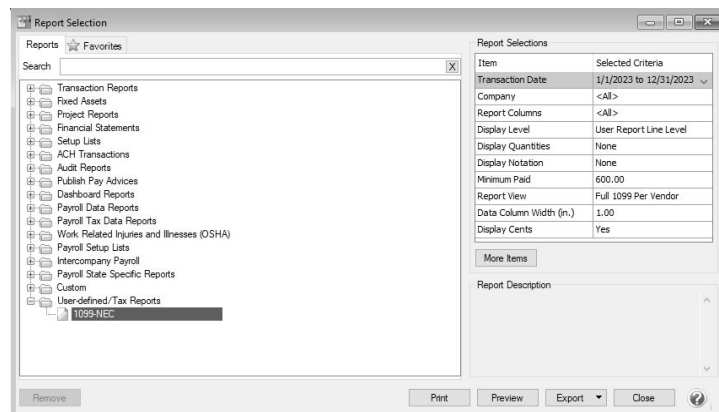 Report Selection
Reports Favorites
Search X
Transaction Reports
Fixed Assets
Project Reports
Financial Statements
Setup Lists
ACH Transactions
Audit Reports
Publish Pay Advices
Dashboard Reports
Payroll Data Reports
Payroll Tax Data Reports
Work Related Injuries and Illnesses (OSHA)
Payroll Setup Lists
Intercompany Payroll
Payroll State Specific Reports
Custom
User-defined/Tax Reports
1099-NEC
Report Selections
Item Selected Criteria
Transaction Date 1/1/2023 to 12/31/2023
Company <All>
Report Columns <All>
Display Level User Report Line Level
Display Quantities None
Display Notation None
Minimum Paid 600.00
Report View Full 1099 Per Vendor
Data Column Width (in.) 1.00
Display Cents Yes
More Items
Report Description
Remove Print Preview Export Close ?